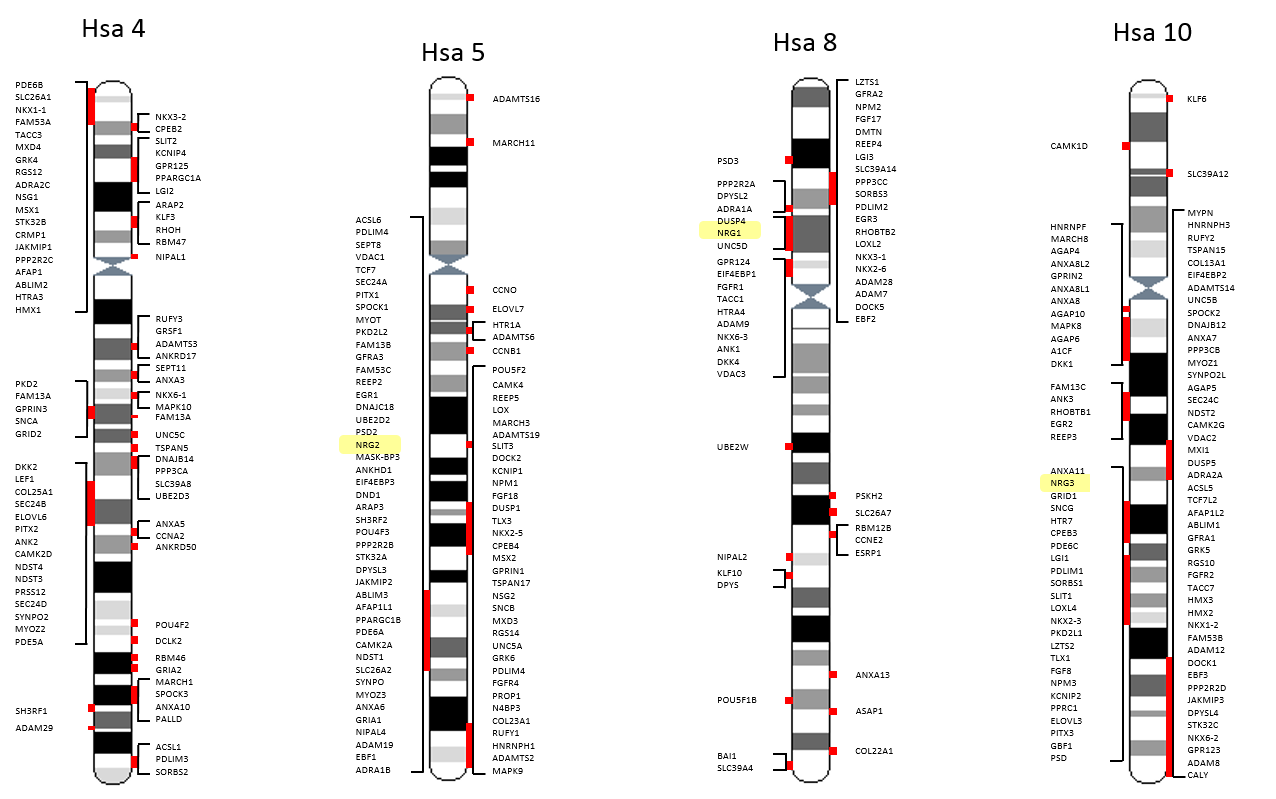 Hsa 4
PDE6B
SLC26A1
NKX1-1
FAM53A
TACC3
MXD4
GRK4
RGS12
ADRA2C
NSG1
MSX1
STK32B
CRMP1
JAKMIP1
PPP2R2C
AFAP1
ABLIM2
HTRA3
HMX1
PKD2
FAM13A
GPRIN3
SNCA
GRID2
DKK2
LEF1
COL25A1
SEC24B
ELOVL6
PITX2
ANK2
CAMK2D
NDST4
NDST3
PRSS12
SEC24D
SYNPO2
MYOZ2
PDE5A
SH3RF1
ADAM29
NKX3-2
CPEB2
SLIT2
KCNIP4
GPR125
PPARGC1A
LGI2
ARAP2
KLF3
RHOH
RBM47
NIPAL1
RUFY3
GRSF1
ADAMTS3
ANKRD17
SEPT11
ANXA3
NKX6-1
MAPK10
FAM13A
UNC5C
TSPAN5
DNAJB14
PPP3CA
SLC39A8
UBE2D3
ANXA5
CCNA2
ANKRD50
POU4F2
DCLK2
RBM46
GRIA2
MARCH1
SPOCK3
ANXA10
PALLD
ACSL1
PDLIM3
SORBS2
Hsa 5
ACSL6
PDLIM4
SEPT8
VDAC1
TCF7
SEC24A
PITX1
SPOCK1
MYOT
PKD2L2
FAM13B
GFRA3
FAM53C
REEP2
EGR1
DNAJC18
UBE2D2
PSD2
NRG2
MASK-BP3
ANKHD1
EIF4EBP3
DND1
ARAP3
SH3RF2
POU4F3
PPP2R2B
STK32A
DPYSL3
JAKMIP2
ABLIM3
AFAP1L1
PPARGC1B
PDE6A
CAMK2A
NDST1
SLC26A2
SYNPO
MYOZ3
ANXA6
GRIA1
NIPAL4
ADAM19
EBF1
ADRA1B
ADAMTS16
MARCH11
CCNO
ELOVL7
HTR1A
ADAMTS6
CCNB1
POU5F2
CAMK4
REEP5
LOX
MARCH3
ADAMTS19
SLIT3
DOCK2
KCNIP1
NPM1
FGF18
DUSP1
TLX3
NKX2-5
CPEB4
MSX2
GPRIN1
TSPAN17
NSG2
SNCB
MXD3
RGS14
UNC5A
GRK6
PDLIM4
FGFR4
PROP1
N4BP3
COL23A1
RUFY1
HNRNPH1
ADAMTS2
MAPK9
Hsa 8
PSD3
PPP2R2A
DPYSL2
ADRA1A
DUSP4
NRG1
UNC5D
GPR124
EIF4EBP1
FGFR1
TACC1
HTRA4
ADAM9
NKX6-3
ANK1
DKK4
VDAC3
UBE2W
NIPAL2
KLF10
DPYS
POU5F1B
BAI1
SLC39A4
LZTS1
GFRA2
NPM2
FGF17
DMTN
REEP4
LGI3
SLC39A14
PPP3CC
SORBS3
PDLIM2
EGR3
RHOBTB2
LOXL2
NKX3-1
NKX2-6
ADAM28
ADAM7
DOCK5
EBF2
PSKH2
SLC26A7
RBM12B
CCNE2
ESRP1
ANXA13
ASAP1
COL22A1
Hsa 10
CAMK1D
HNRNPF
MARCH8
AGAP4
ANXA8L2
GPRIN2
ANXA8L1
ANXA8
AGAP10
MAPK8
AGAP6
A1CF
DKK1
FAM13C
ANK3
RHOBTB1
EGR2
REEP3
ANXA11
NRG3
GRID1
SNCG
HTR7
CPEB3
PDE6C
LGI1
PDLIM1
SORBS1
SLIT1
LOXL4
NKX2-3
PKD2L1
LZTS2
TLX1
FGF8
NPM3
KCNIP2
PPRC1
ELOVL3
PITX3
GBF1
PSD
KLF6
SLC39A12
MYPN
HNRNPH3
RUFY2
TSPAN15
COL13A1
EIF4EBP2
ADAMTS14
UNC5B
SPOCK2
DNAJB12
ANXA7
PPP3CB
MYOZ1
SYNPO2L
AGAP5
SEC24C
NDST2
CAMK2G
VDAC2
MXI1
DUSP5
ADRA2A
ACSL5
TCF7L2
AFAP1L2
ABLIM1
GFRA1
GRK5
RGS10
FGFR2
TACC7
HMX3
HMX2
NKX1-2
FAM53B
ADAM12
DOCK1
EBF3
PPP2R2D
JAKMIP3
DPYSL4
STK32C
NKX6-2
GPR123
ADAM8
CALY